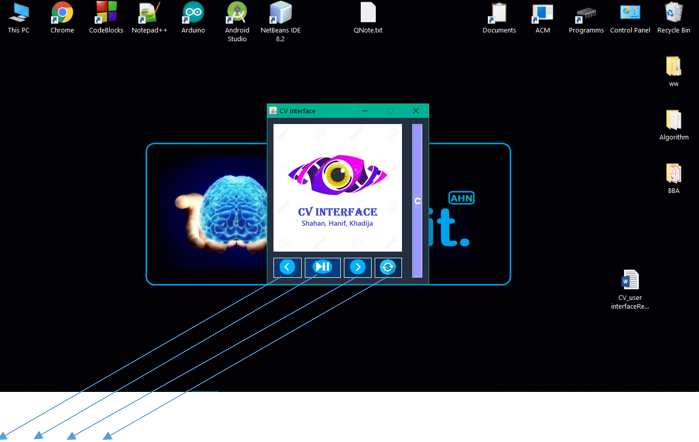 This PC
Chrome
CodeBlocks
Notepad++
Arduino
Android
Studio
NetBeans IDE
8.2
QNote.txt
Documents
ACM
Programms
Control Panel
Recycle Bin
ww
CV Interface
Algorithm
C
BBA
AHN
it.
CV INTERFACE
Shahan, Hanif, Khadija
CV_user
interfaceRe...